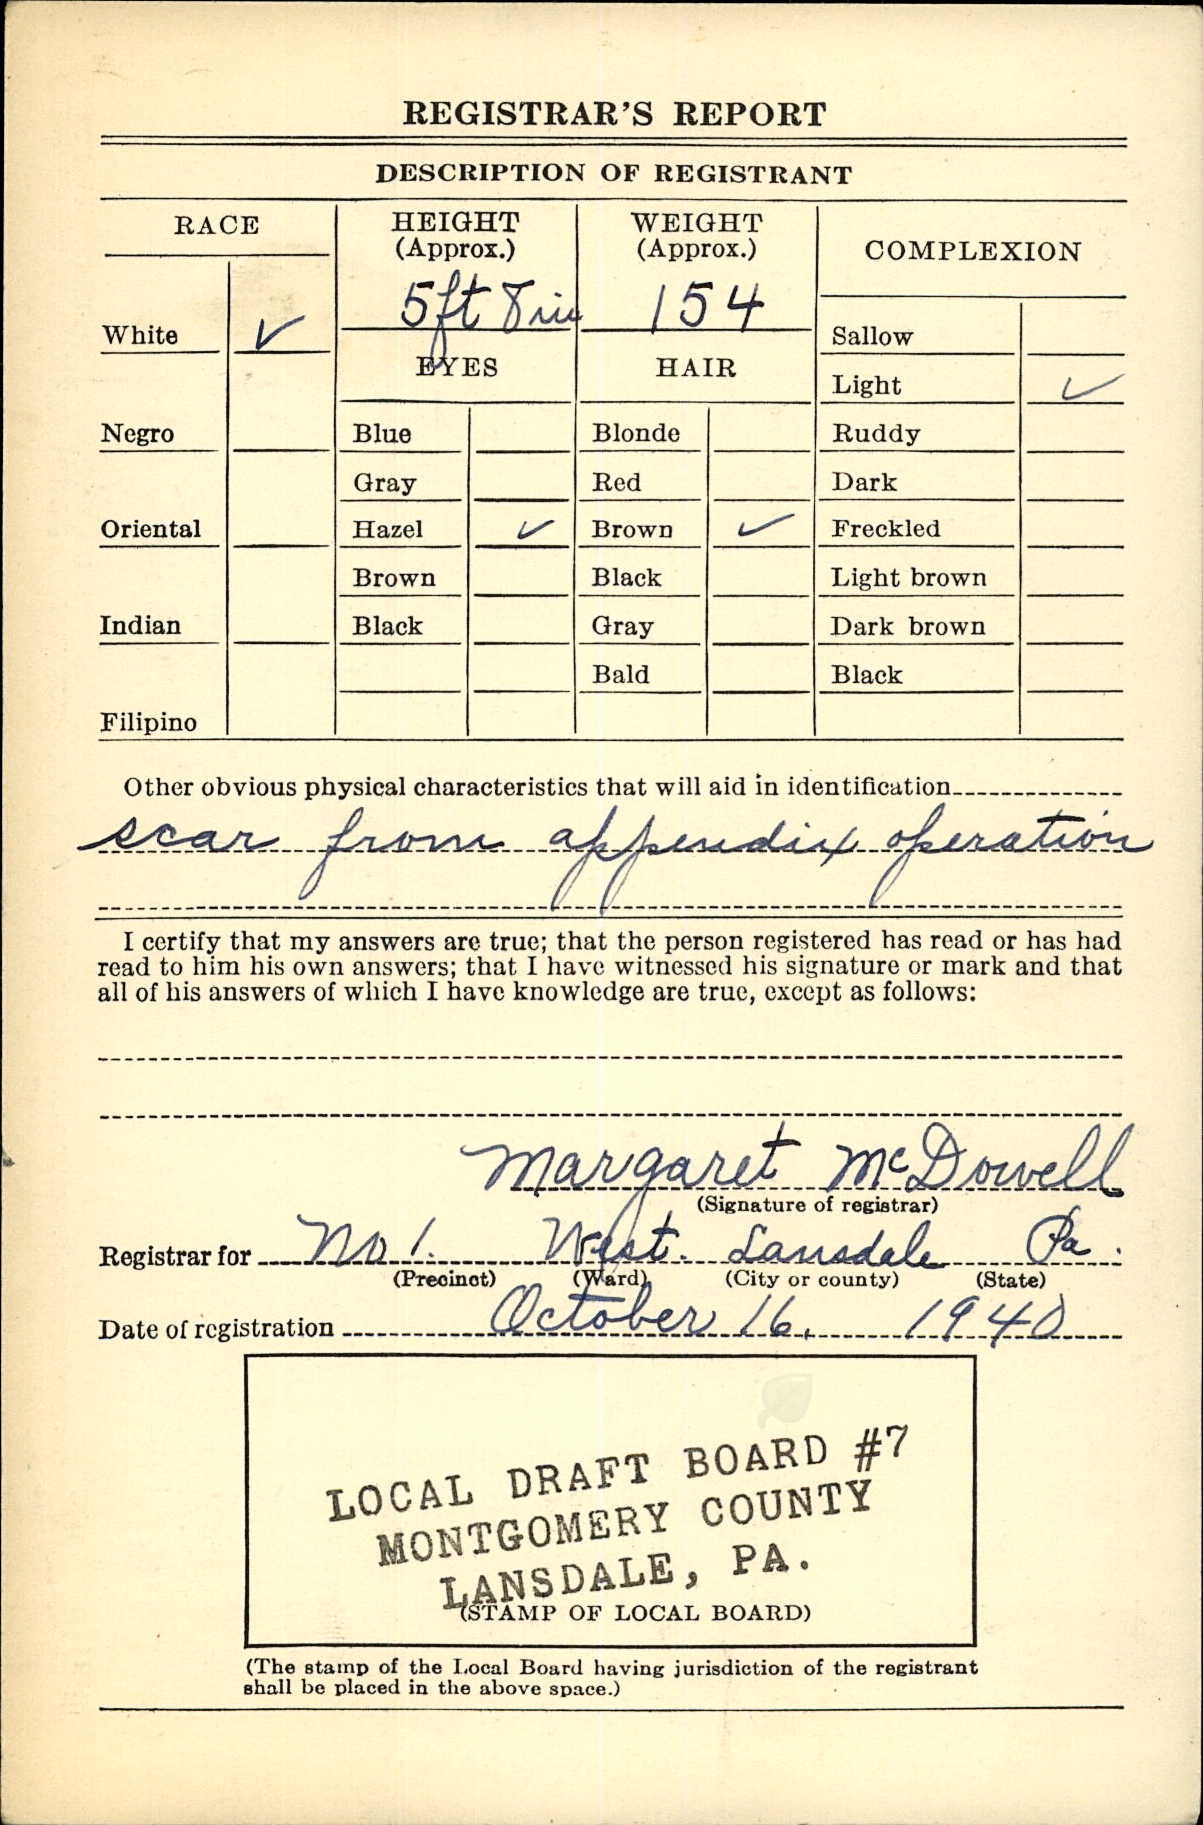 REGISTRAR'S REPORT
DESCRIPTION OF REGISTRANT
RACE
HEIGHT
(Approx.)
WEIGHT
(Approx.)
COMPLEXION
5 ft 8 in
154
White ✓
Sallow
EYES
HAIR
Light ✓
Negro
Blue
Blonde
Ruddy
Gray
Red
Dark
Oriental
Hazel ✓
Brown ✓
Freckled
Brown
Black
Light brown
Indian
Black
Gray
Dark brown
Bald
Black
Filipino
Other obvious physical characteristics that will aid in identification
scar from appendix operation
I certify that my answers are true; that the person registered has read or has had
read to him his own answers; that I have witnessed his signature or mark and that
all of his answers of which I have knowledge are true, except as follows:
Margaret McDowell
(Signature of registrar)
Registrar for No 1. West. Lansdale Pa.
(Precinct) (Ward) (City or county) (State)
Date of registration October 16, 1940
LOCAL DRAFT BOARD #7
MONTGOMERY COUNTY
LANSDALE, PA.
(STAMP OF LOCAL BOARD)
(The stamp of the Local Board having jurisdiction of the registrant
shall be placed in the above space.)